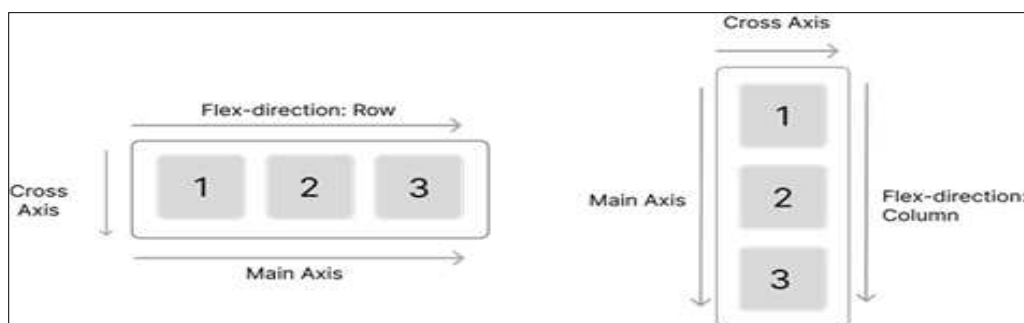 Flex-direction: Row
Cross
Axis
1 2 3
Main Axis
Cross Axis
1
Main Axis
2
Flex-direction:
Column
3